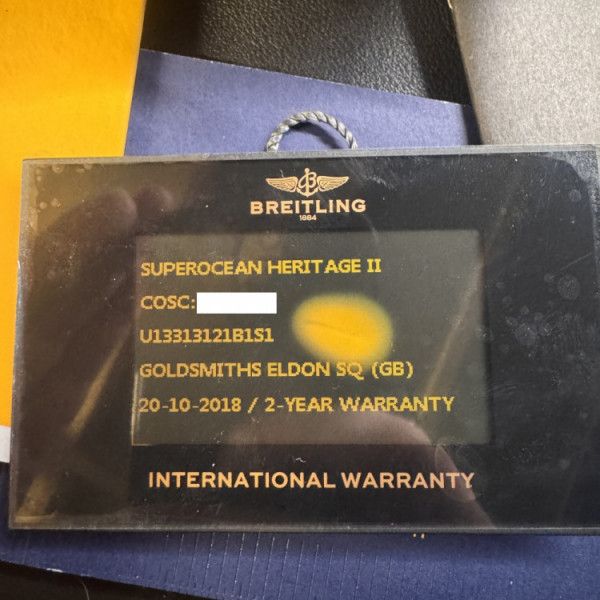 BREITLING
1884
SUPEROCEAN HERITAGE II
COSC:
U13313121B1S1
GOLDSMITHS ELDON SQ (GB)
20-10-2018 / 2-YEAR WARRANTY
INTERNATIONAL WARRANTY